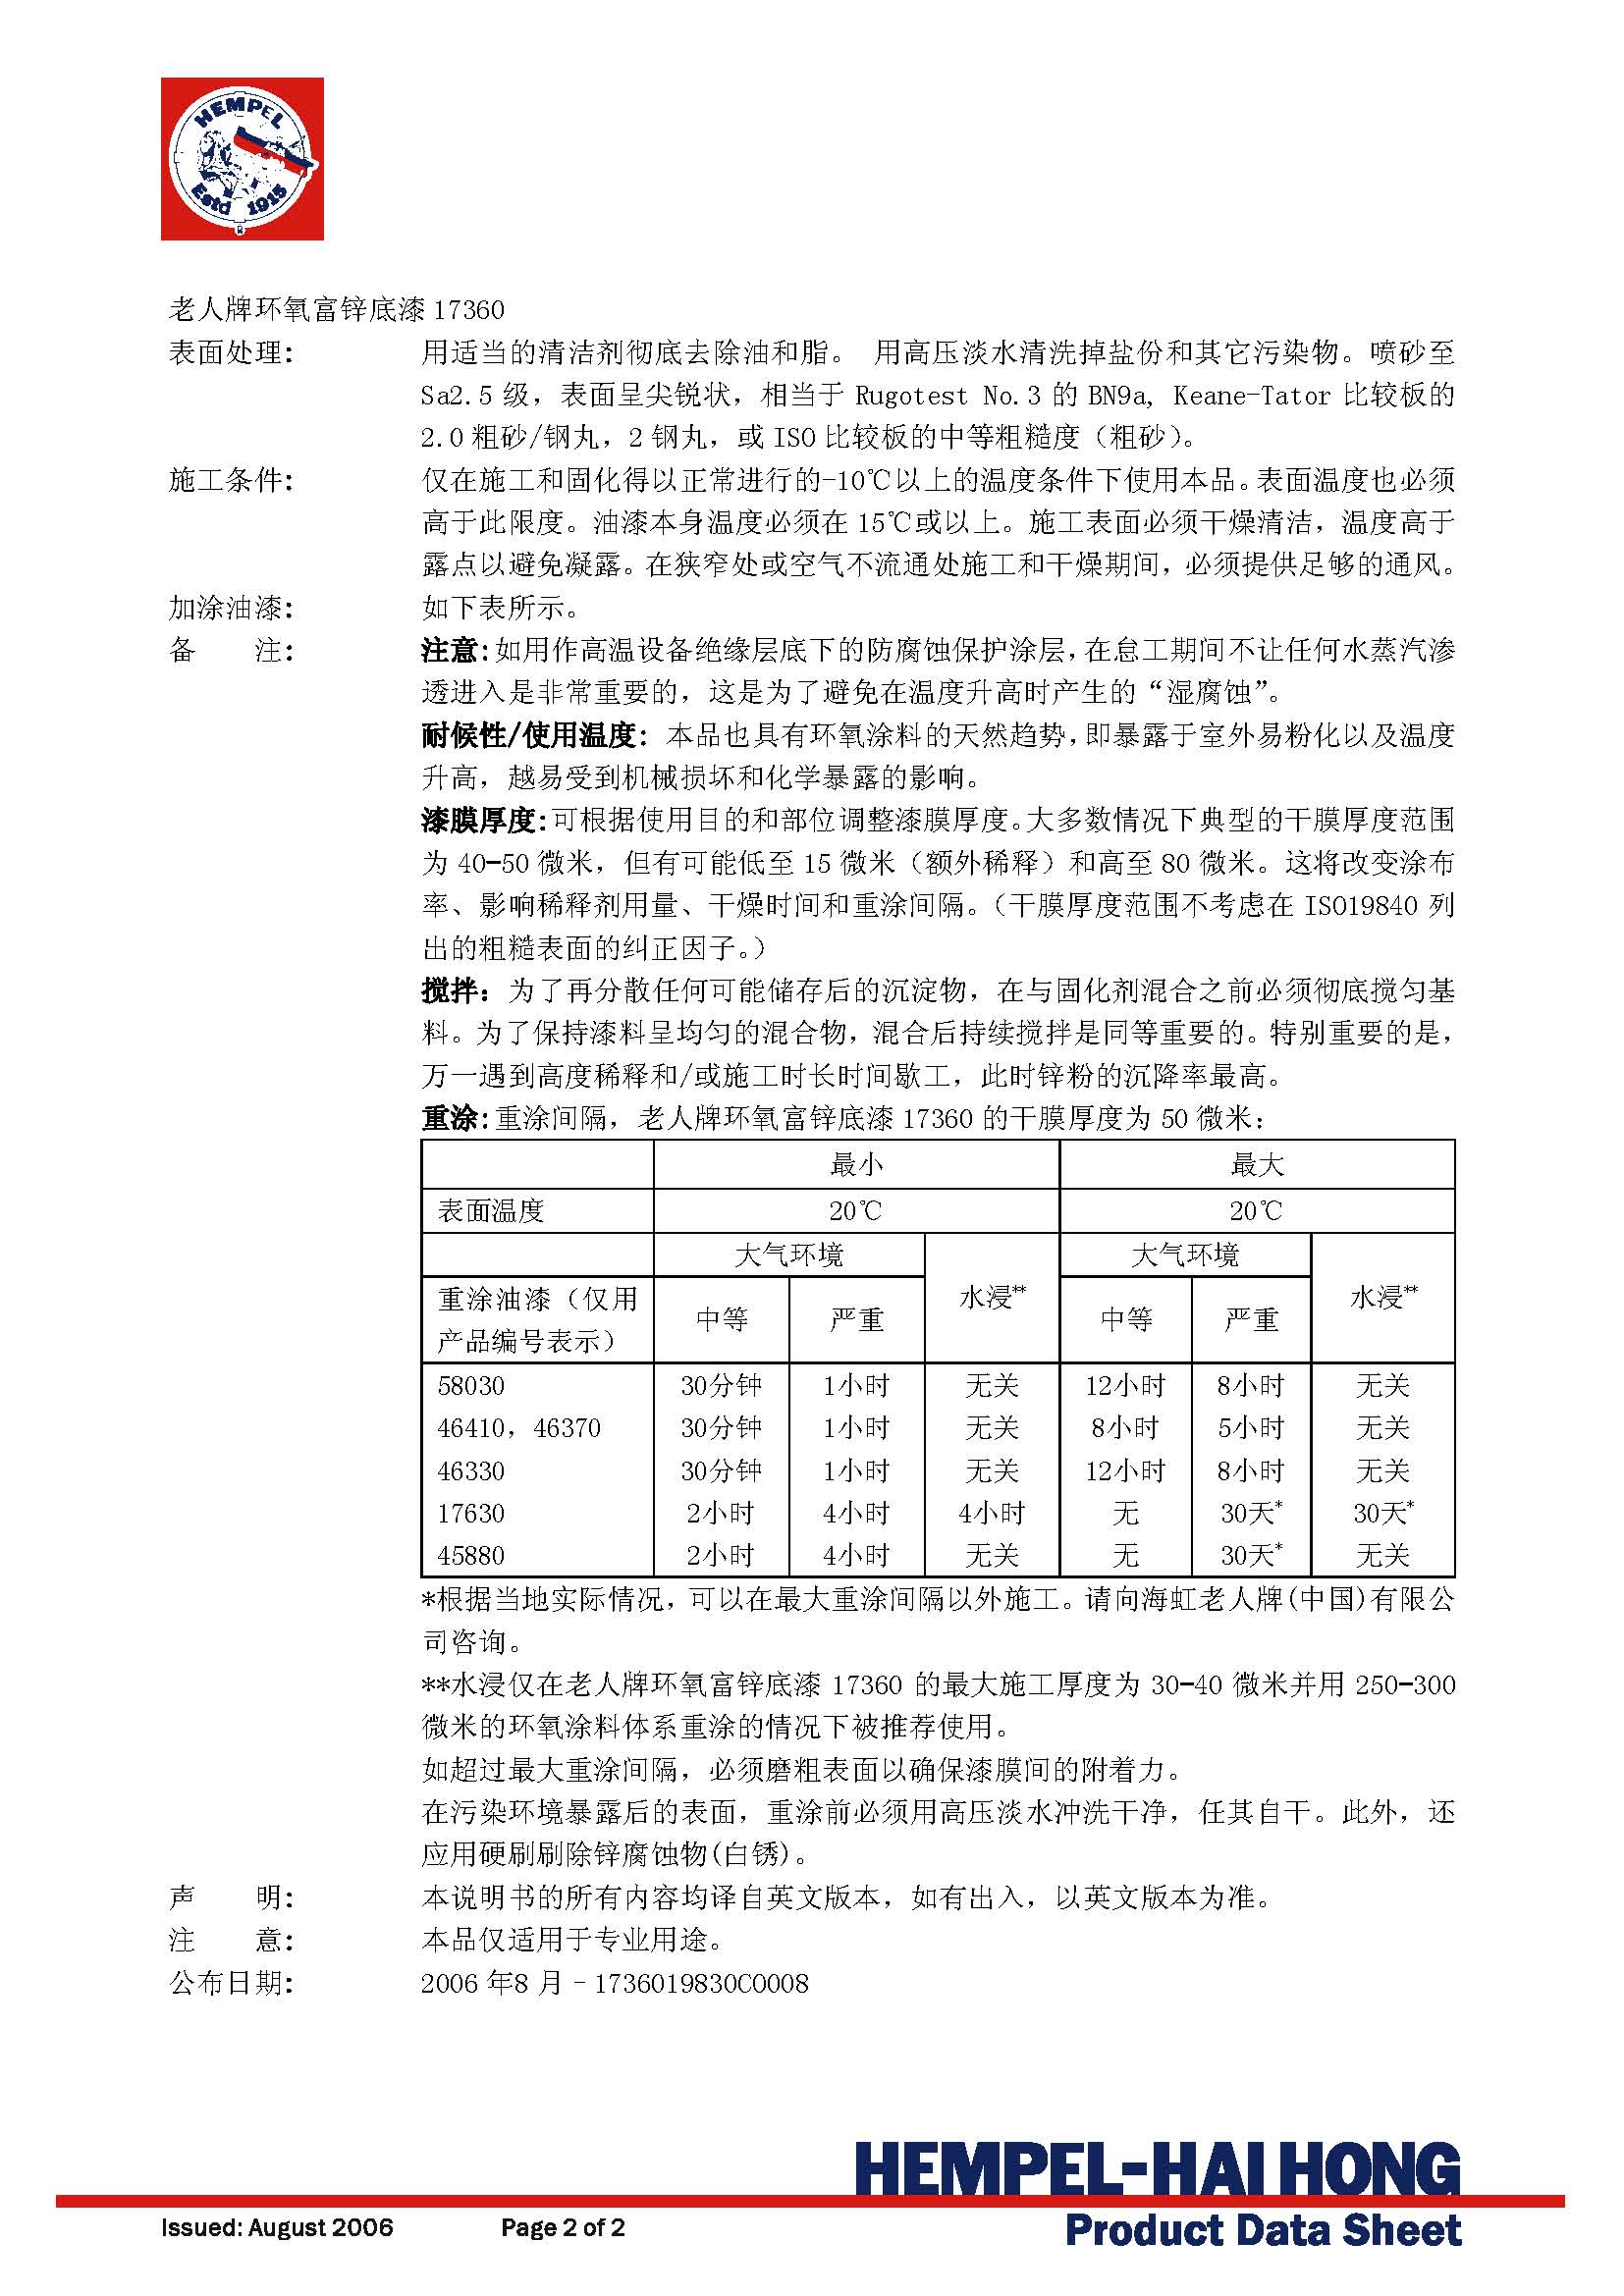 HEMPEL
Estd 1915
®
老人牌环氧富锌底漆 17360
表面处理: 用适当的清洁剂彻底去除油和脂。 用高压淡水清洗掉盐份和其它污染物。喷砂至
Sa2.5 级，表面呈尖锐状，相当于 Rugotest No.3 的 BN9a, Keane-Tator 比较板的
2.0 粗砂/钢丸，2 钢丸，或 ISO 比较板的中等粗糙度（粗砂）。
施工条件: 仅在施工和固化得以正常进行的-10℃以上的温度条件下使用本品。表面温度也必须
高于此限度。油漆本身温度必须在 15℃或以上。施工表面必须干燥清洁，温度高于
露点以避免凝露。在狭窄处或空气不流通处施工和干燥期间，必须提供足够的通风。
加涂油漆: 如下表所示。
备 注: 注意:如用作高温设备绝缘层底下的防腐蚀保护涂层，在怠工期间不让任何水蒸汽渗
透进入是非常重要的，这是为了避免在温度升高时产生的“湿腐蚀”。
耐候性/使用温度: 本品也具有环氧涂料的天然趋势，即暴露于室外易粉化以及温度
升高，越易受到机械损坏和化学暴露的影响。
漆膜厚度:可根据使用目的和部位调整漆膜厚度。大多数情况下典型的干膜厚度范围
为 40-50 微米，但有可能低至 15 微米（额外稀释）和高至 80 微米。这将改变涂布
率、影响稀释剂用量、干燥时间和重涂间隔。（干膜厚度范围不考虑在 ISO19840 列
出的粗糙表面的纠正因子。）
搅拌: 为了再分散任何可能储存后的沉淀物，在与固化剂混合之前必须彻底搅匀基
料。为了保持漆料呈均匀的混合物，混合后持续搅拌是同等重要的。特别重要的是，
万一遇到高度稀释和/或施工时长时间歇工，此时锌粉的沉降率最高。
重涂:重涂间隔，老人牌环氧富锌底漆 17360 的干膜厚度为 50 微米:
最小 最大
表面温度 20℃ 20℃
大气环境 水浸** 大气环境 水浸**
重涂油漆（仅用
产品编号表示） 中等 严重 中等 严重
58030 30分钟 1小时 无关 12小时 8小时 无关
46410，46370 30分钟 1小时 无关 8小时 5小时 无关
46330 30分钟 1小时 无关 12小时 8小时 无关
17630 2小时 4小时 4小时 无 30天* 30天*
45880 2小时 4小时 无关 无 30天* 无关
*根据当地实际情况，可以在最大重涂间隔以外施工。请向海虹老人牌(中国)有限公
司咨询。
**水浸仅在老人牌环氧富锌底漆 17360 的最大施工厚度为 30-40 微米并用 250-300
微米的环氧涂料体系重涂的情况下被推荐使用。
如超过最大重涂间隔，必须磨粗表面以确保漆膜间的附着力。
在污染环境暴露后的表面，重涂前必须用高压淡水冲洗干净，任其自干。此外，还
应用硬刷刷除锌腐蚀物(白锈)。
声 明: 本说明书的所有内容均译自英文版本，如有出入，以英文版本为准。
注 意: 本品仅适用于专业用途。
公布日期: 2006 年8 月 – 1736019830C0008
HEMPEL-HAI HONG
Issued: August 2006 Page 2 of 2 Product Data Sheet